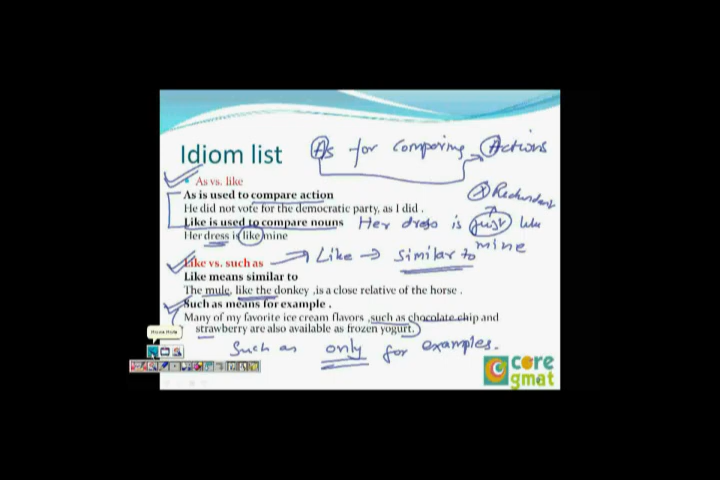 Idiom list
As for comparing Actions
As vs. like
As is used to compare action
Redundant
He did not vote for the democratic party, as I did .
Like is used to compare nouns
Her dress is just like mine
Her dress is like mine
Like vs. such as
Like → similar to
Like means similar to
The mule, like the donkey ,is a close relative of the horse .
Such as means for example .
Many of my favorite ice cream flavors ,such as chocolate chip and
strawberry are also available as frozen yogurt.
Such as only for examples.
core
gmat